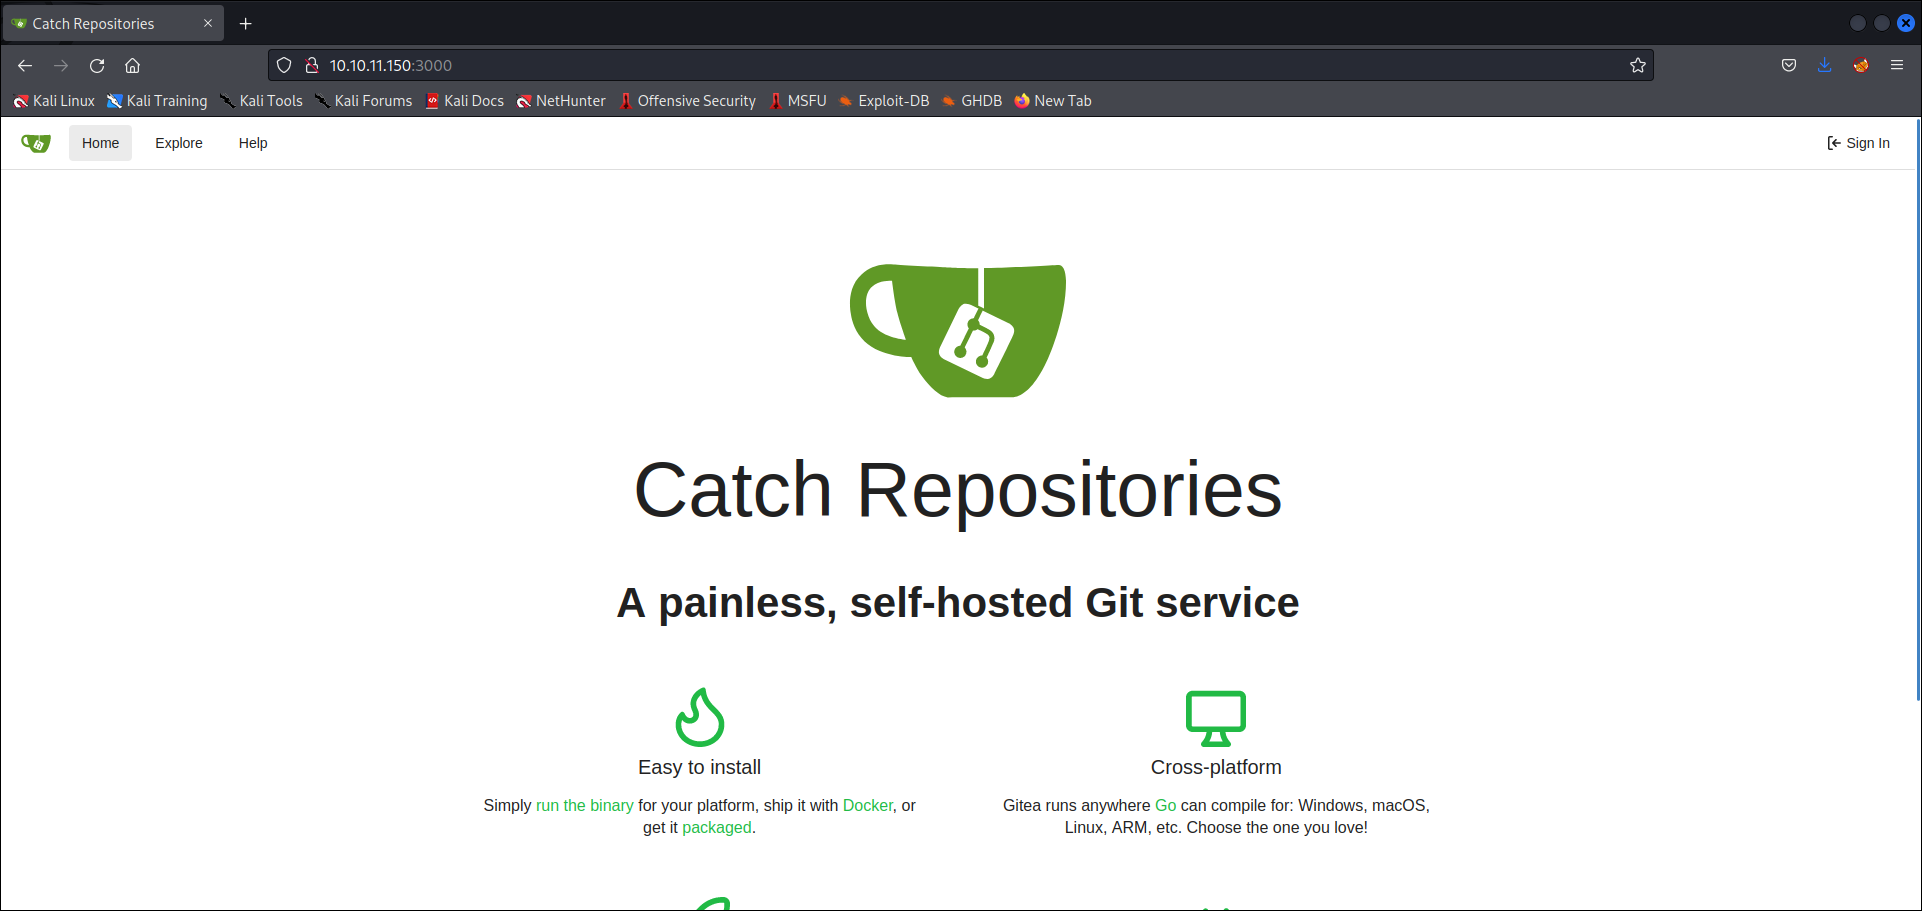 Catch Repositories
10.10.11.150:3000
Kali Linux Kali Training Kali Tools Kali Forums Kali Docs NetHunter Offensive Security MSFU Exploit-DB GHDB New Tab
Home Explore Help Sign In
Catch Repositories
A painless, self-hosted Git service
Easy to install
Simply run the binary for your platform, ship it with Docker, or
get it packaged.
Cross-platform
Gitea runs anywhere Go can compile for: Windows, macOS,
Linux, ARM, etc. Choose the one you love!